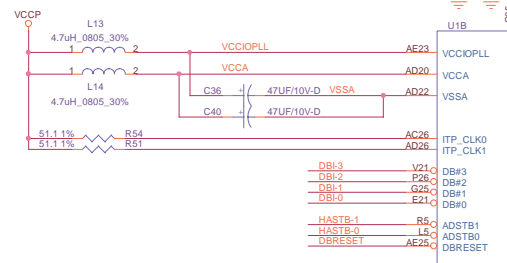 VCCP
L13
4.7uH_0805_30%
1 2
VCCIOPLL
VCCA
1 2
L14
4.7uH_0805_30%
C36 + 47UF/10V-D VSSA
C40 + 47UF/10V-D
51.1 1% R54
51.1 1% R51
U1B
AE23 VCCIOPLL
AD20 VCCA
AD22 VSSA
AC26 ITP_CLK0
AD26 ITP_CLK1
DBI-3 V21 DB#3
DBI-2 P26 DB#2
DBI-1 G25 DB#1
DBI-0 E21 DB#0
HASTB-1 R5 ADSTB1
HASTB-0 L5 ADSTB0
DBRESET AE25 DBRESET